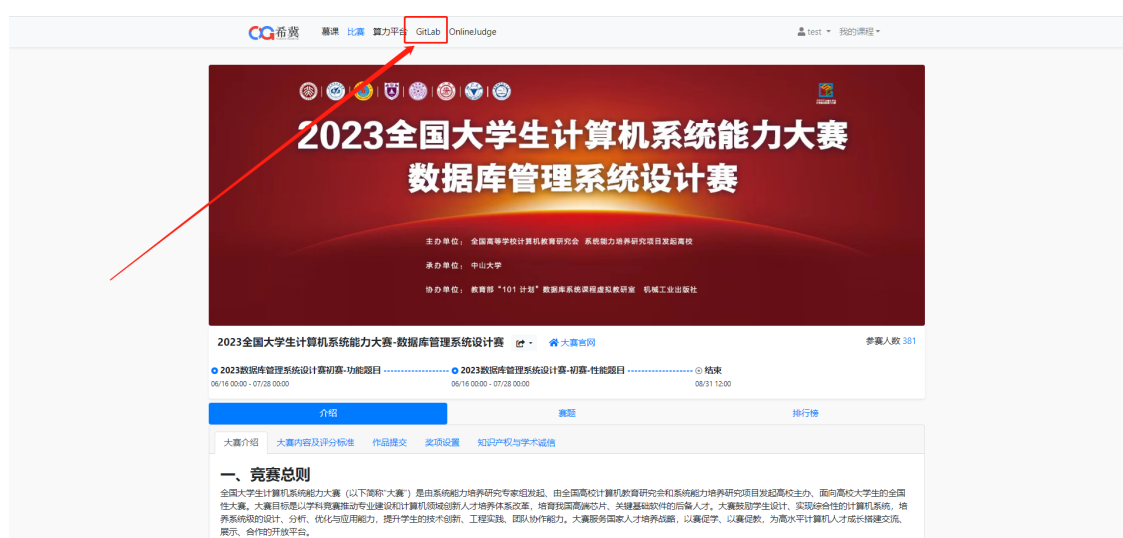 CG希冀 慕课 比赛 算力平台 GitLab OnlineJudge test 我的课程
2023全国大学生计算机系统能力大赛
数据库管理系统设计赛
主办单位：全国高等学校计算机教育研究会 系统能力培养研究项目发起高校
承办单位：中山大学
协办单位：教育部“101 计划”数据库系统课程虚拟教研室 机械工业出版社
2023全国大学生计算机系统能力大赛-数据库管理系统设计赛 大赛官网 参赛人数 381
2023数据库管理系统设计赛初赛-功能题目 2023数据库管理系统设计赛-初赛-性能题目 结束
06/16 00:00 - 07/28 00:00 06/16 00:00 - 07/28 00:00 08/31 12:00
介绍 赛题 排行榜
大赛介绍 大赛内容及评分标准 作品提交 奖项设置 知识产权与学术诚信
一、竞赛总则
全国大学生计算机系统能力大赛（以下简称“大赛”）是由系统能力培养研究专家组发起、由全国高校计算机教育研究会和系统能力培养研究项目发起高校主办、面向高校大学生的全国
性大赛。大赛目标是以学科竞赛推动专业建设和计算机领域创新人才培养体系改革，培育我国高端芯片、关键基础软件的后备人才。大赛鼓励学生设计、实现综合性的计算机系统，培
养系统级的设计、分析、优化与应用能力，提升学生的技术创新、工程实践、团队协作能力。大赛服务国家人才培养战略，以赛促学、以赛促教，为高水平计算机人才成长搭建交流、
展示、合作的开放平台。